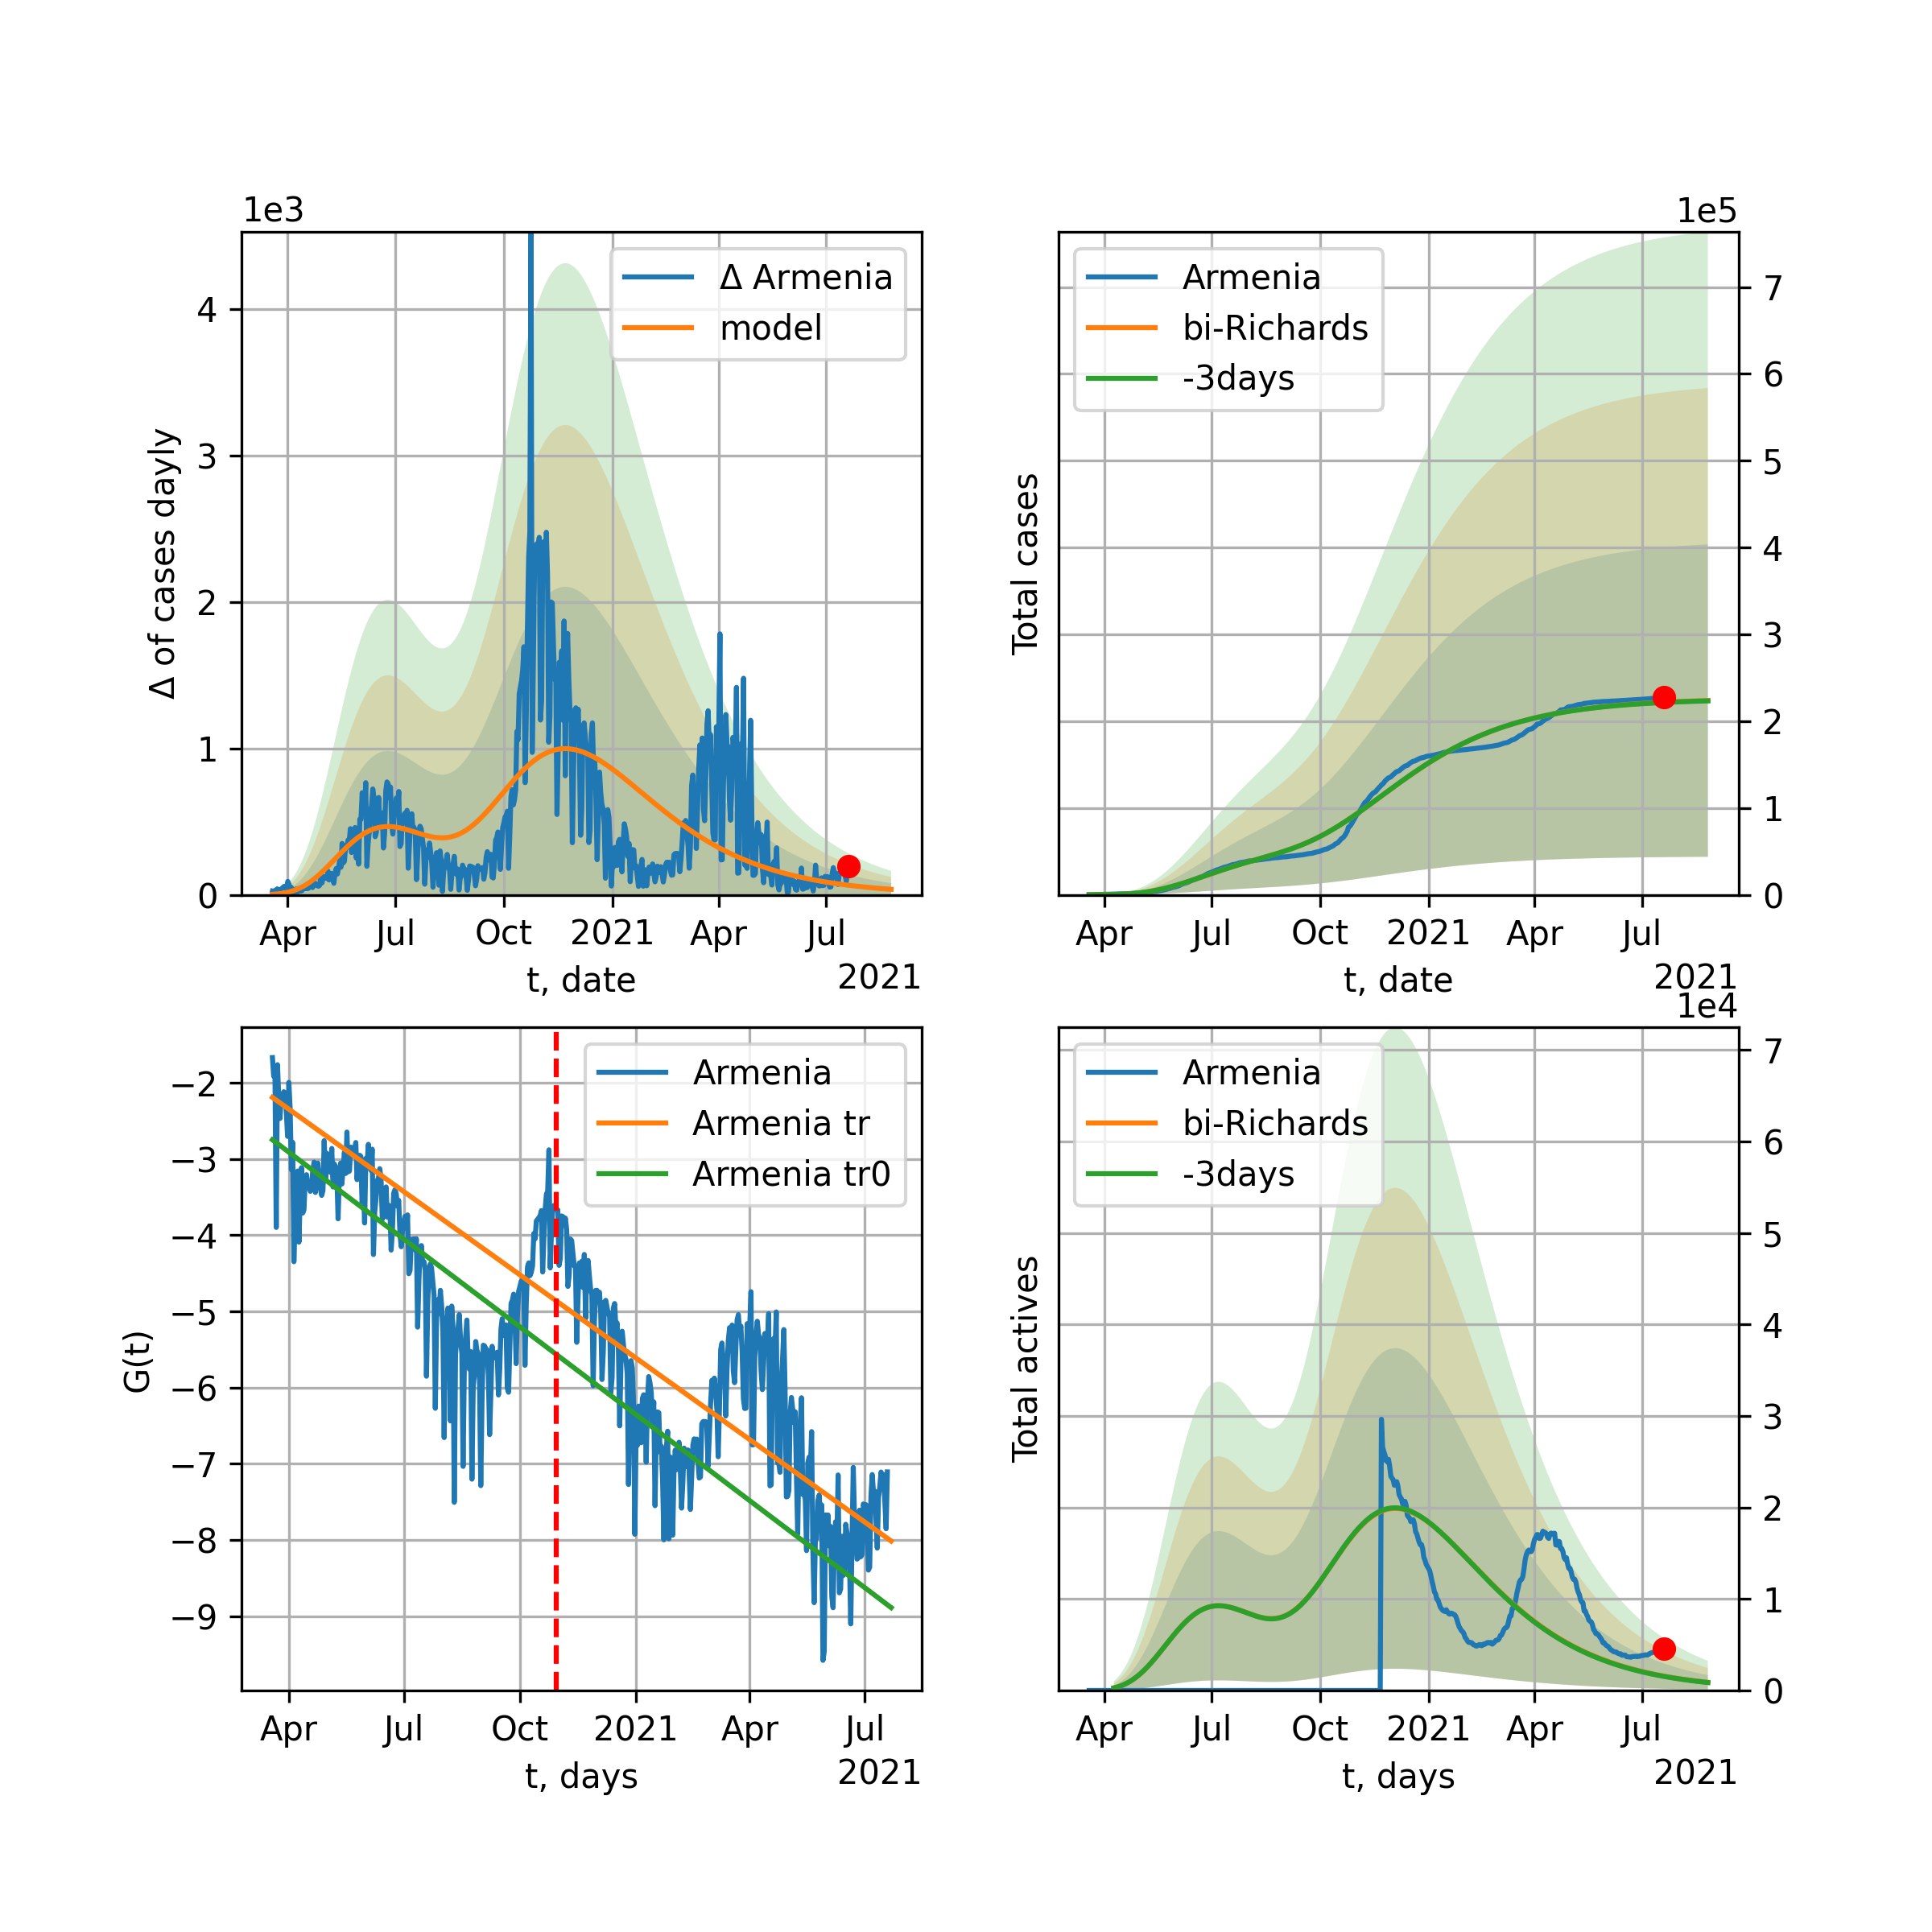 1e3
Δ of cases dayly
4
3
2
1
0
Δ Armenia
model
Apr Jul Oct 2021 Apr Jul
t, date
2021
1e5
Total cases
Armenia
bi-Richards
-3days
7
6
5
4
3
2
1
0
Apr Jul Oct 2021 Apr Jul
t, date
2021
G(t)
−2
−3
−4
−5
−6
−7
−8
−9
Armenia
Armenia tr
Armenia tr0
Apr Jul Oct 2021 Apr Jul
t, days
2021
1e4
Total actives
Armenia
bi-Richards
-3days
7
6
5
4
3
2
1
0
Apr Jul Oct 2021 Apr Jul
t, days
2021